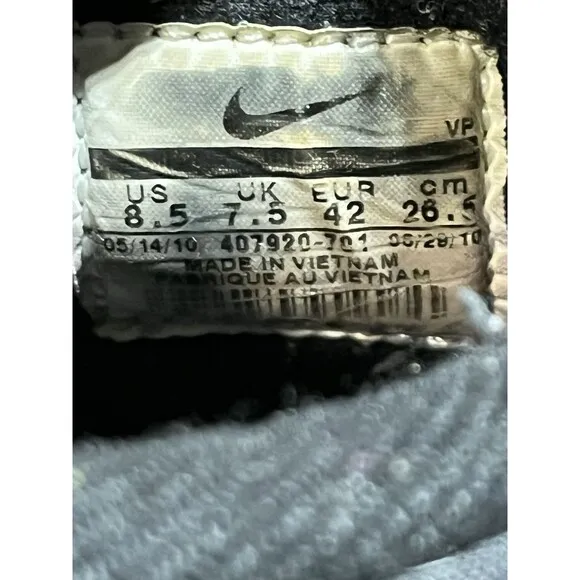 VP
US UK EUR cm
8.5 7.5 42 26.5
05/14/10 407920-701 06/29/10
MADE IN VIETNAM
FABRIQUE AU VIETNAM